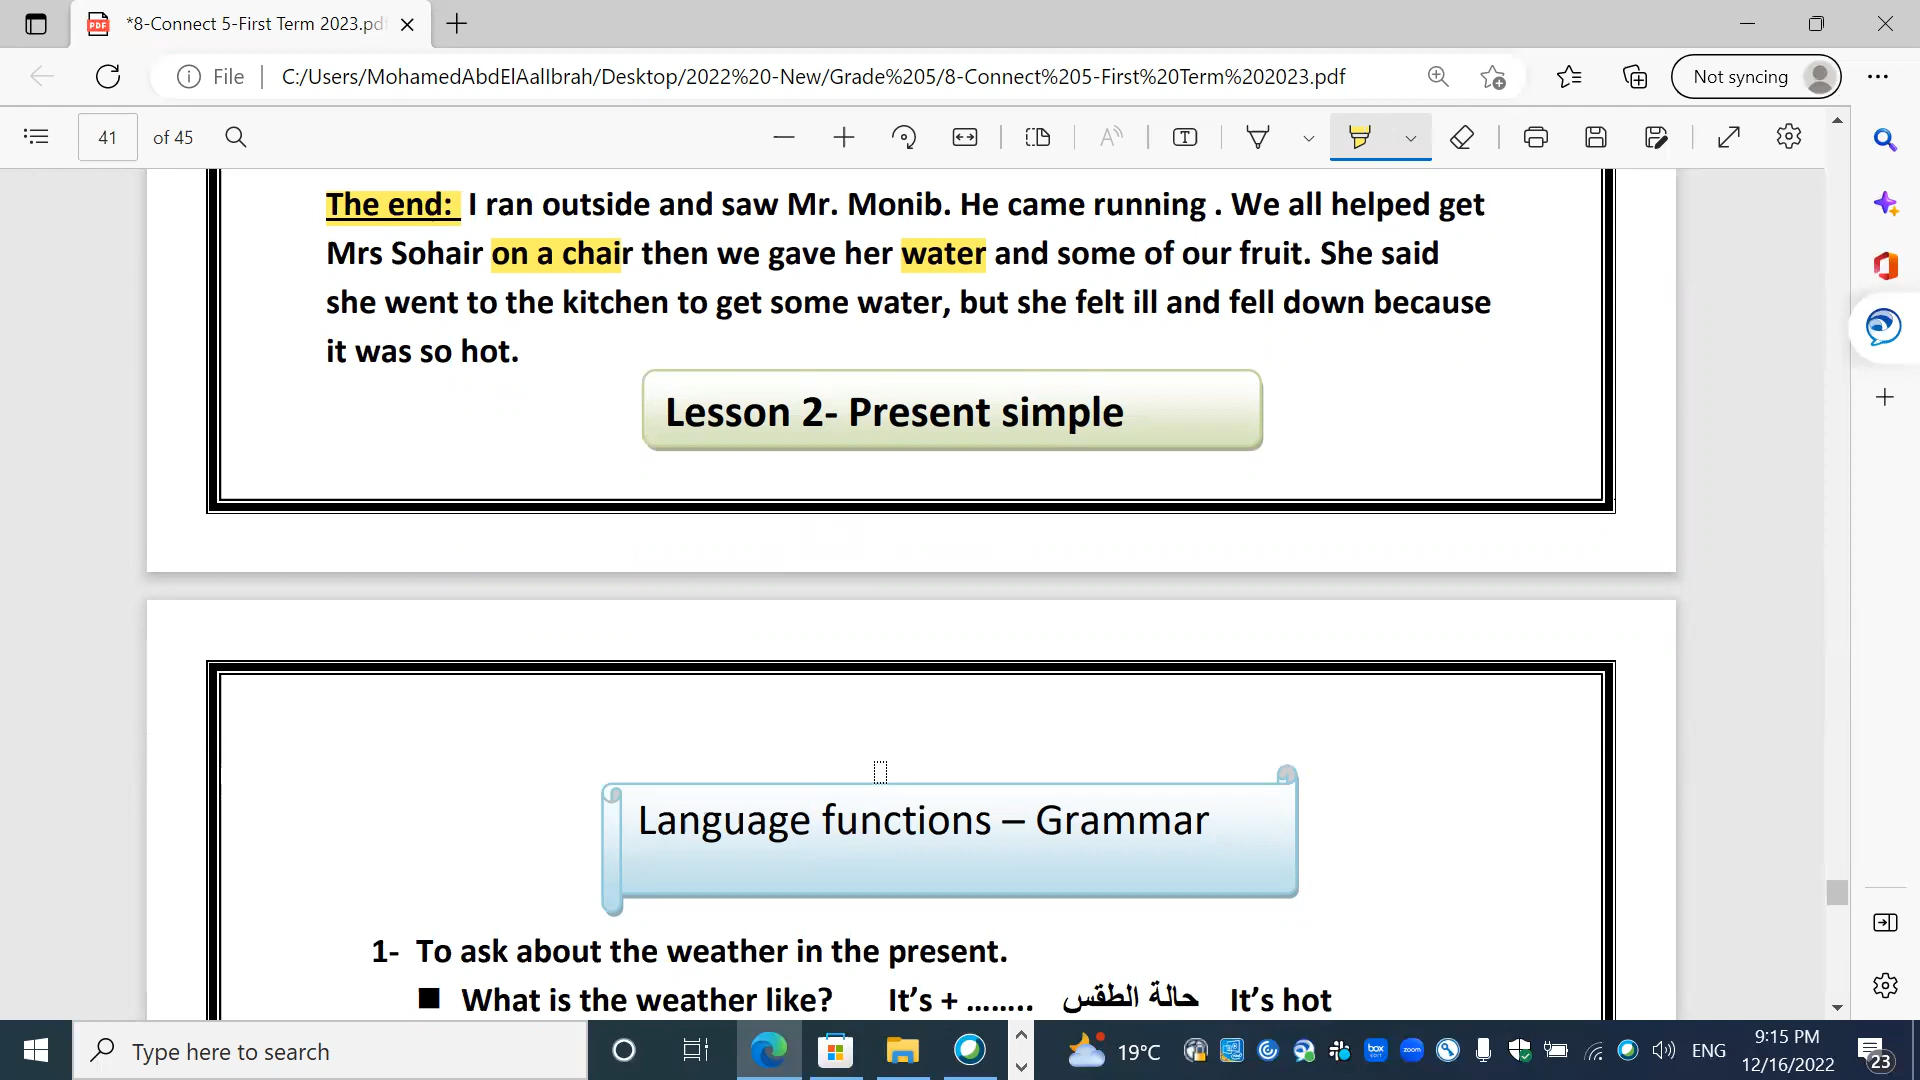 *8-Connect 5-First Term 2023.pdf
File
C:/Users/MohamedAbdElAalIbrah/Desktop/2022%20-New/Grade%205/8-Connect%205-First%20Term%202023.pdf
Not syncing
41 of 45
The end: I ran outside and saw Mr. Monib. He came running . We all helped get
Mrs Sohair on a chair then we gave her water and some of our fruit. She said
she went to the kitchen to get some water, but she felt ill and fell down because
it was so hot.
Lesson 2- Present simple
Language functions – Grammar
1- To ask about the weather in the present.
■ What is the weather like? It's + …….. حالة الطقس It's hot
Type here to search
19°C
ENG
9:15 PM
12/16/2022
23